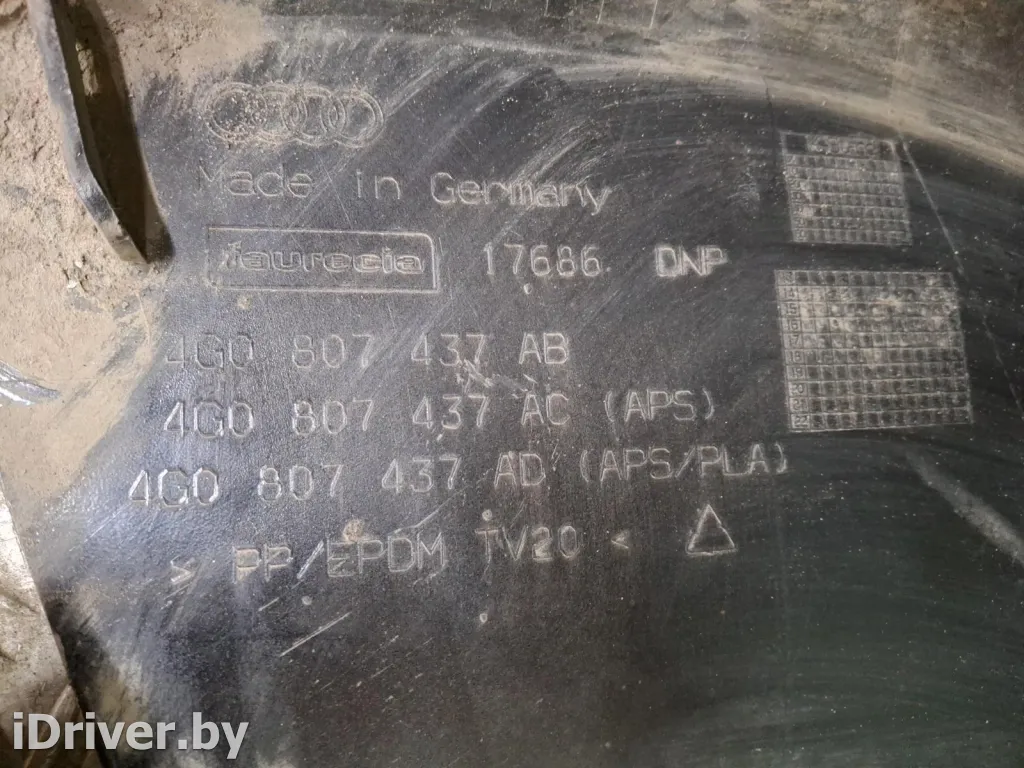 Made in Germany
faurecia 17686 DNP
4G0 807 437 AB
4G0 807 437 AC (APS)
4G0 807 437 AD (APS/PLA)
> PP/EPDM TV20 <
iDriver.by